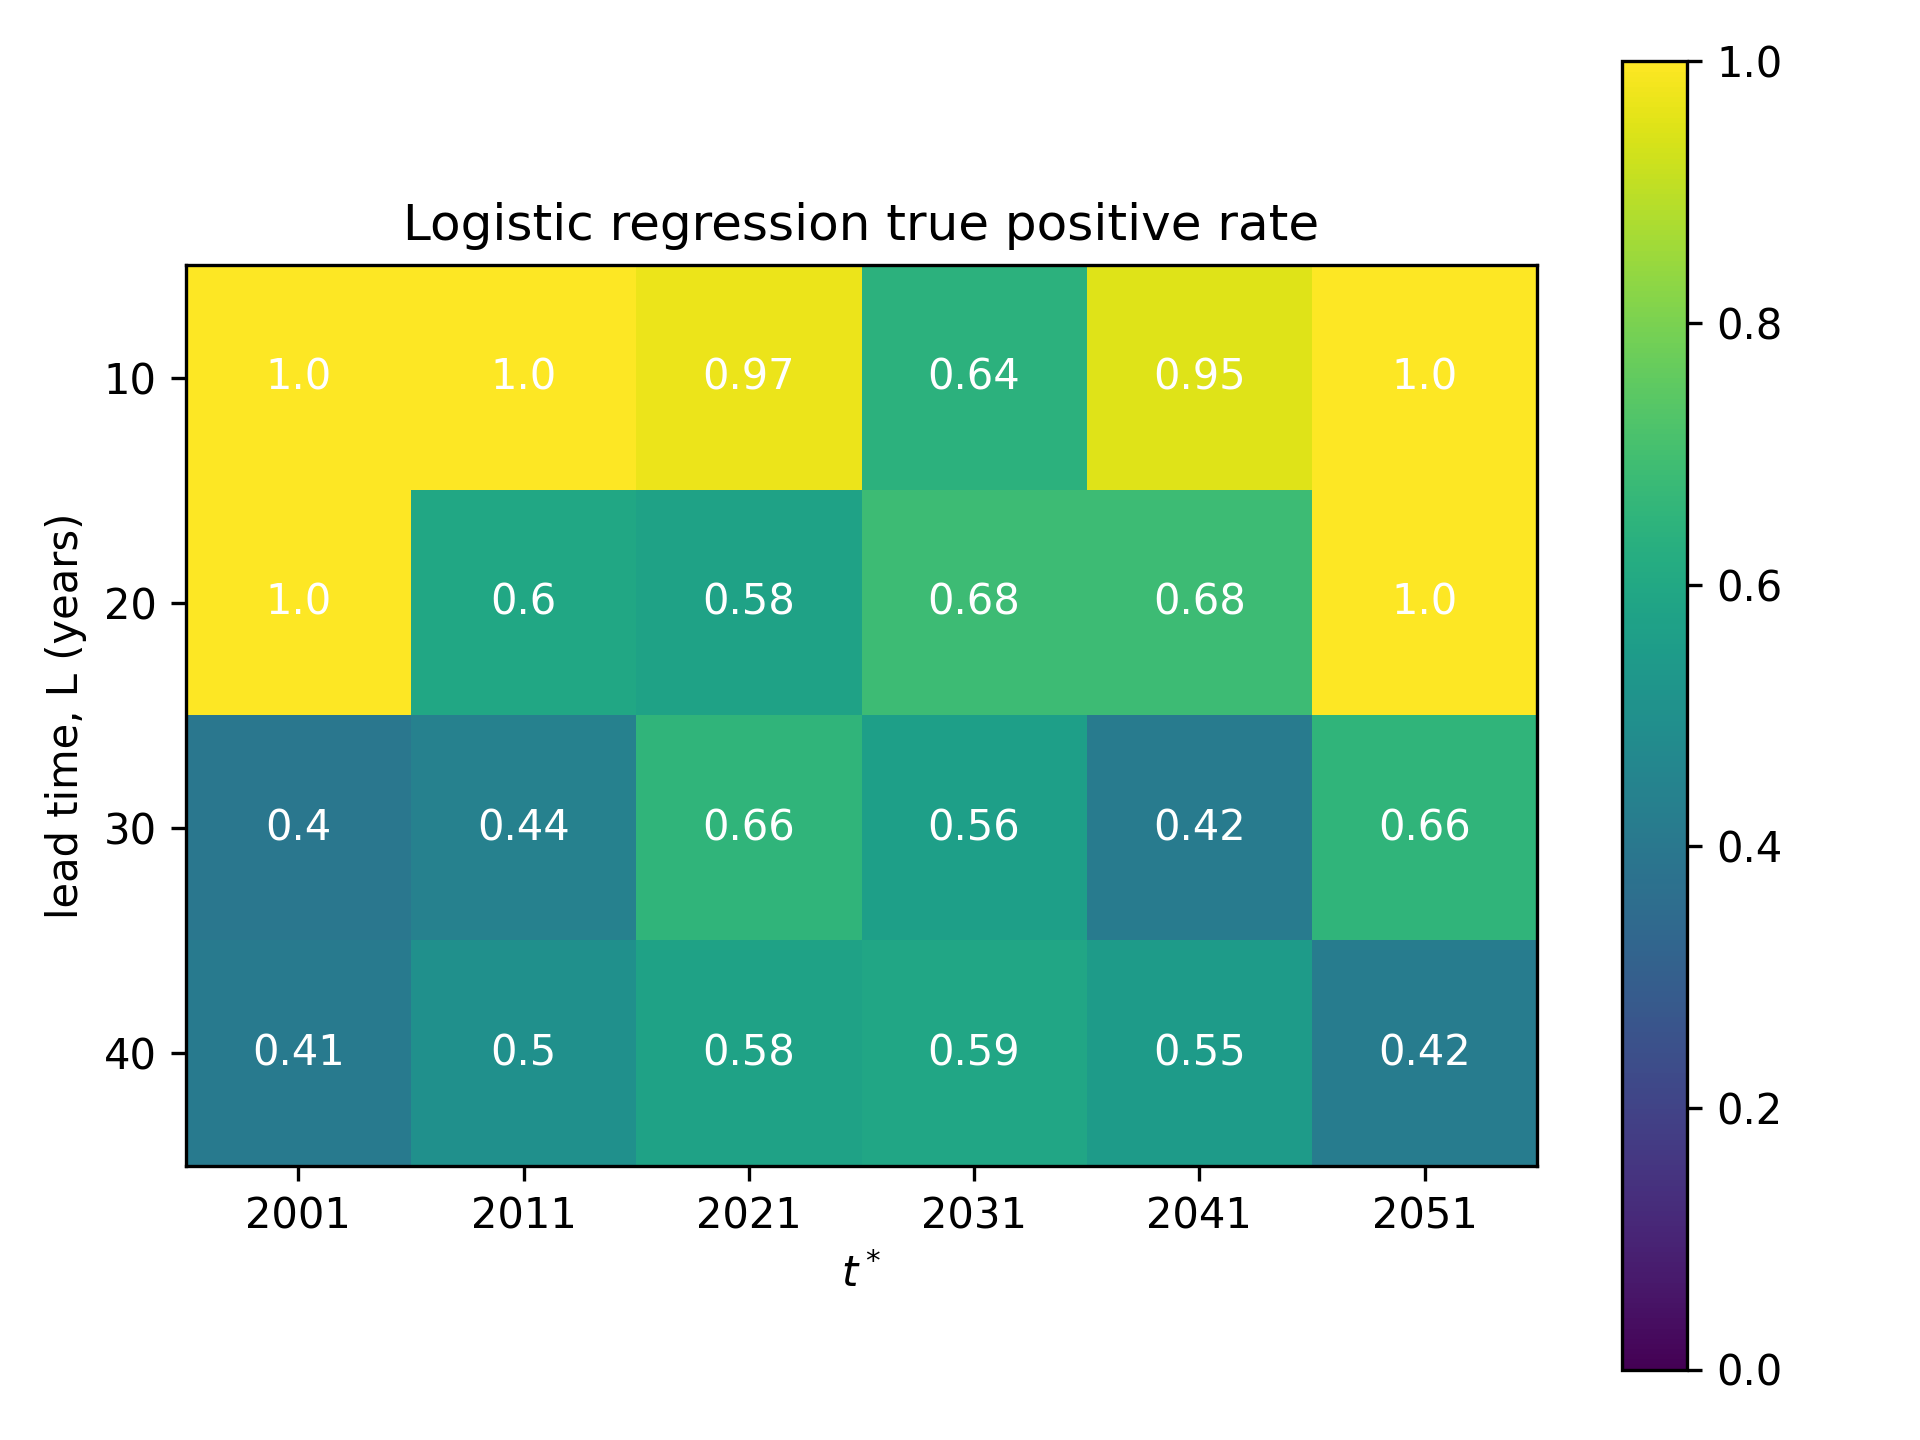 Logistic regression true positive rate
lead time, L (years)
10 1.0 1.0 0.97 0.64 0.95 1.0
20 1.0 0.6 0.58 0.68 0.68 1.0
30 0.4 0.44 0.66 0.56 0.42 0.66
40 0.41 0.5 0.58 0.59 0.55 0.42
2001 2011 2021 2031 2041 2051
t*
1.0
0.8
0.6
0.4
0.2
0.0